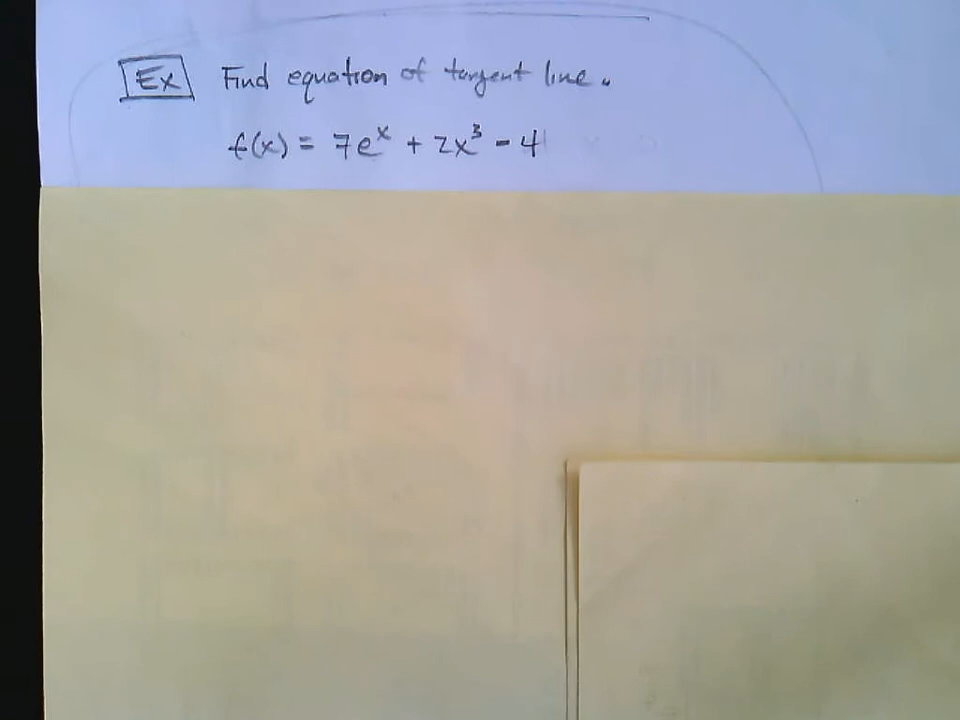 Ex Find equation of tangent line.
f(x) = 7e^x + 2x^3 - 4